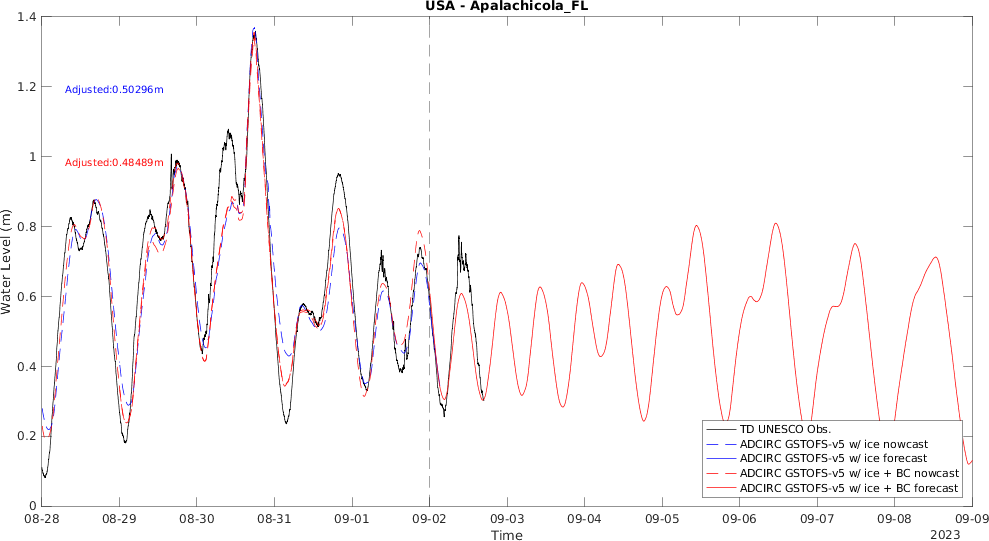 USA - Apalachicola_FL
1.4
1.2
1
0.8
0.6
0.4
0.2
0
Water Level (m)
Adjusted:0.50296m
Adjusted:0.48489m
TD UNESCO Obs.
ADCIRC GSTOFS-v5 w/ ice nowcast
ADCIRC GSTOFS-v5 w/ ice forecast
ADCIRC GSTOFS-v5 w/ ice + BC nowcast
ADCIRC GSTOFS-v5 w/ ice + BC forecast
08-28 08-29 08-30 08-31 09-01 09-02 09-03 09-04 09-05 09-06 09-07 09-08 09-09
Time
2023